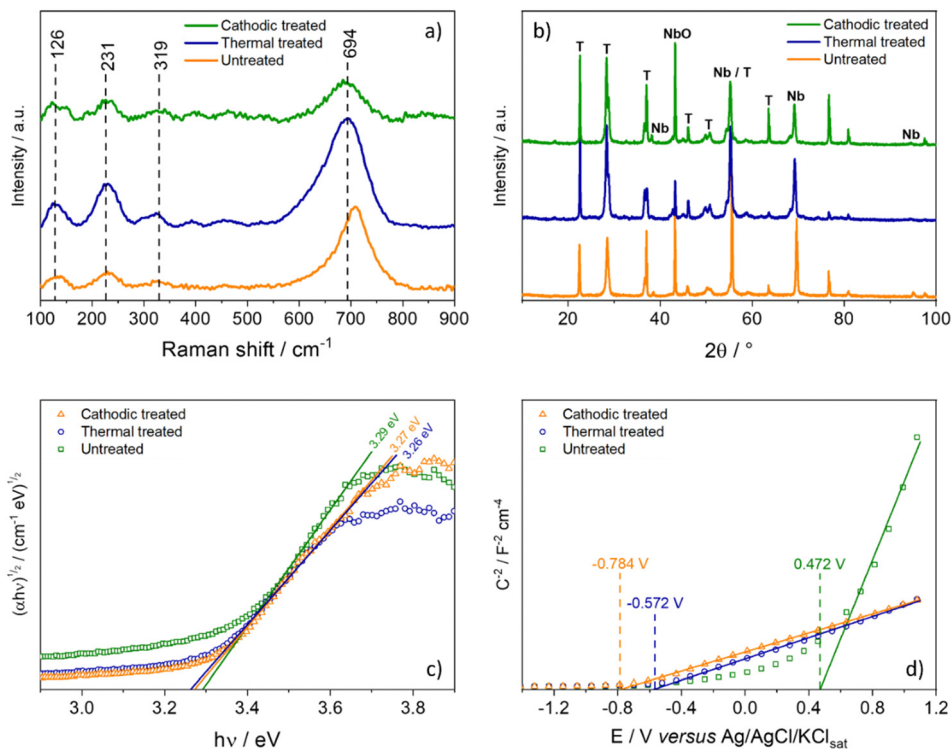 a)
Cathodic treated
Thermal treated
Untreated
126
231
319
694
Intensity / a.u.
100 200 300 400 500 600 700 800 900
Raman shift / cm⁻¹
b)
Cathodic treated
Thermal treated
Untreated
T
T
T
Nb
NbO
T
T
Nb / T
T
Nb
Nb
Intensity / a.u.
20 40 60 80 100
2θ / °
Cathodic treated
Thermal treated
Untreated
3.29 eV
3.27 eV
3.26 eV
(αhν)^1/2 / (cm⁻¹ eV)^1/2
c)
3.0 3.2 3.4 3.6 3.8
hν / eV
Cathodic treated
Thermal treated
Untreated
-0.784 V
-0.572 V
0.472 V
C⁻² / F⁻² cm⁻⁴
d)
-1.2 -0.8 -0.4 0.0 0.4 0.8 1.2
E / V versus Ag/AgCl/KCl_sat